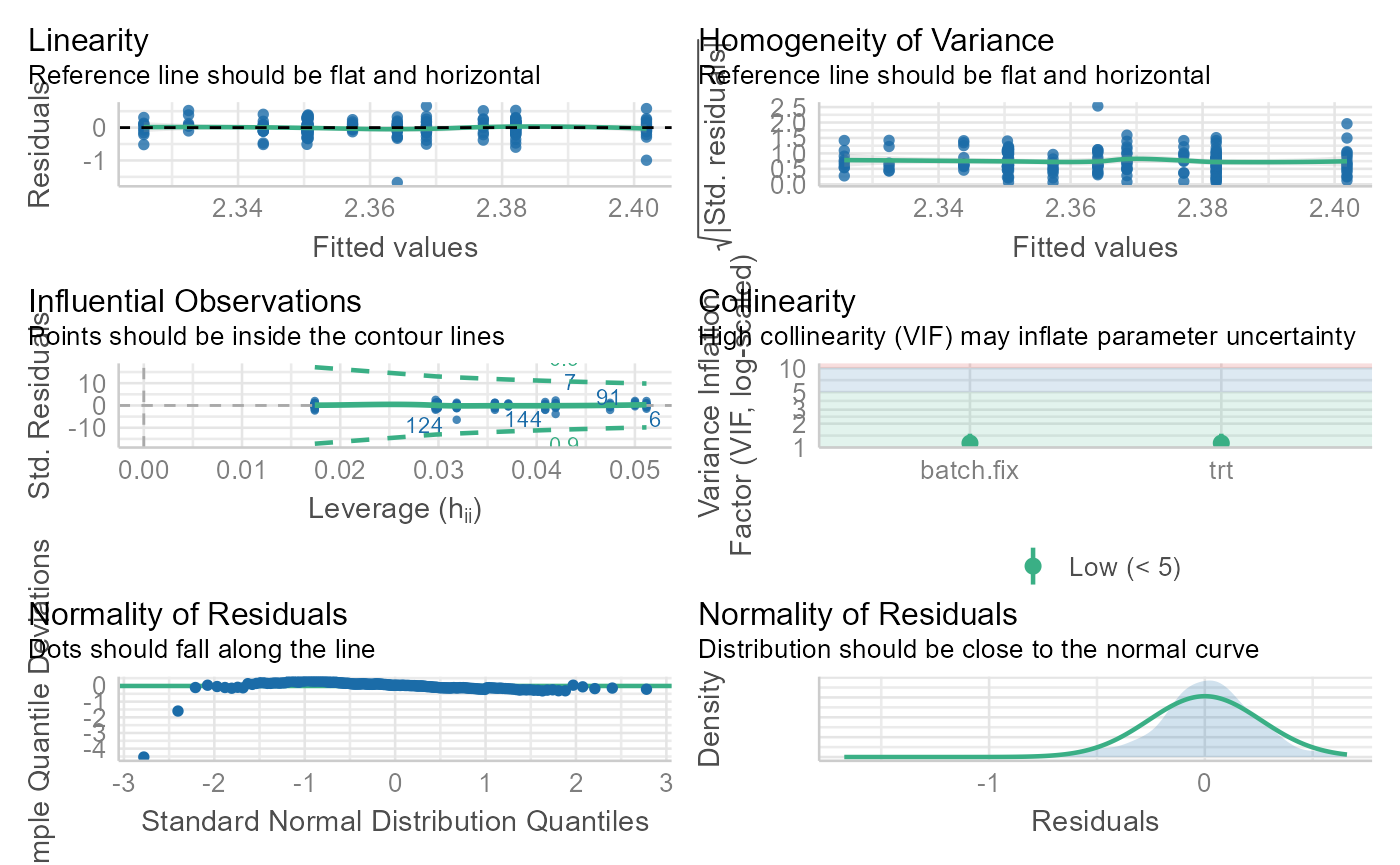 Linearity
Reference line should be flat and horizontal
Residuals
0
-1
2.34 2.36 2.38 2.40
Fitted values
Homogeneity of Variance
Reference line should be flat and horizontal
√|Std. residuals|
2.5
2.0
1.5
1.0
0.5
0.0
2.34 2.36 2.38 2.40
Fitted values
Influential Observations
Points should be inside the contour lines
Std. Residuals
10
0
-10
0.9
7
91
124
144
6
0.9
0.00 0.01 0.02 0.03 0.04 0.05
Leverage (hii)
Collinearity
High collinearity (VIF) may inflate parameter uncertainty
Variance Inflation
Factor (VIF, log-scaled)
10
5
3
2
1
batch.fix trt
Low (< 5)
Normality of Residuals
Dots should fall along the line
mple Quantile Deviations
0
-1
-2
-3
-4
-3 -2 -1 0 1 2 3
Standard Normal Distribution Quantiles
Normality of Residuals
Distribution should be close to the normal curve
Density
-1 0
Residuals